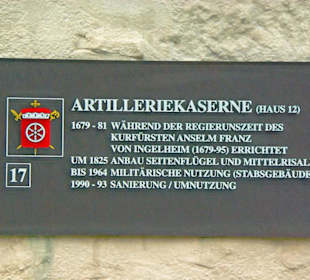 ARTILLERIEKASERNE (HAUS 12)
1679 - 81 WÄHREND DER REGIERUNSZEIT DES
KURFÜRSTEN ANSELM FRANZ
VON INGELHEIM (1679-95) ERRICHTET
UM 1825 ANBAU SEITENFLÜGEL UND MITTELRISAL
BIS 1964 MILITÄRISCHE NUTZUNG (STABSGEBÄUDE
1990 - 93 SANIERUNG / UMNUTZUNG
17